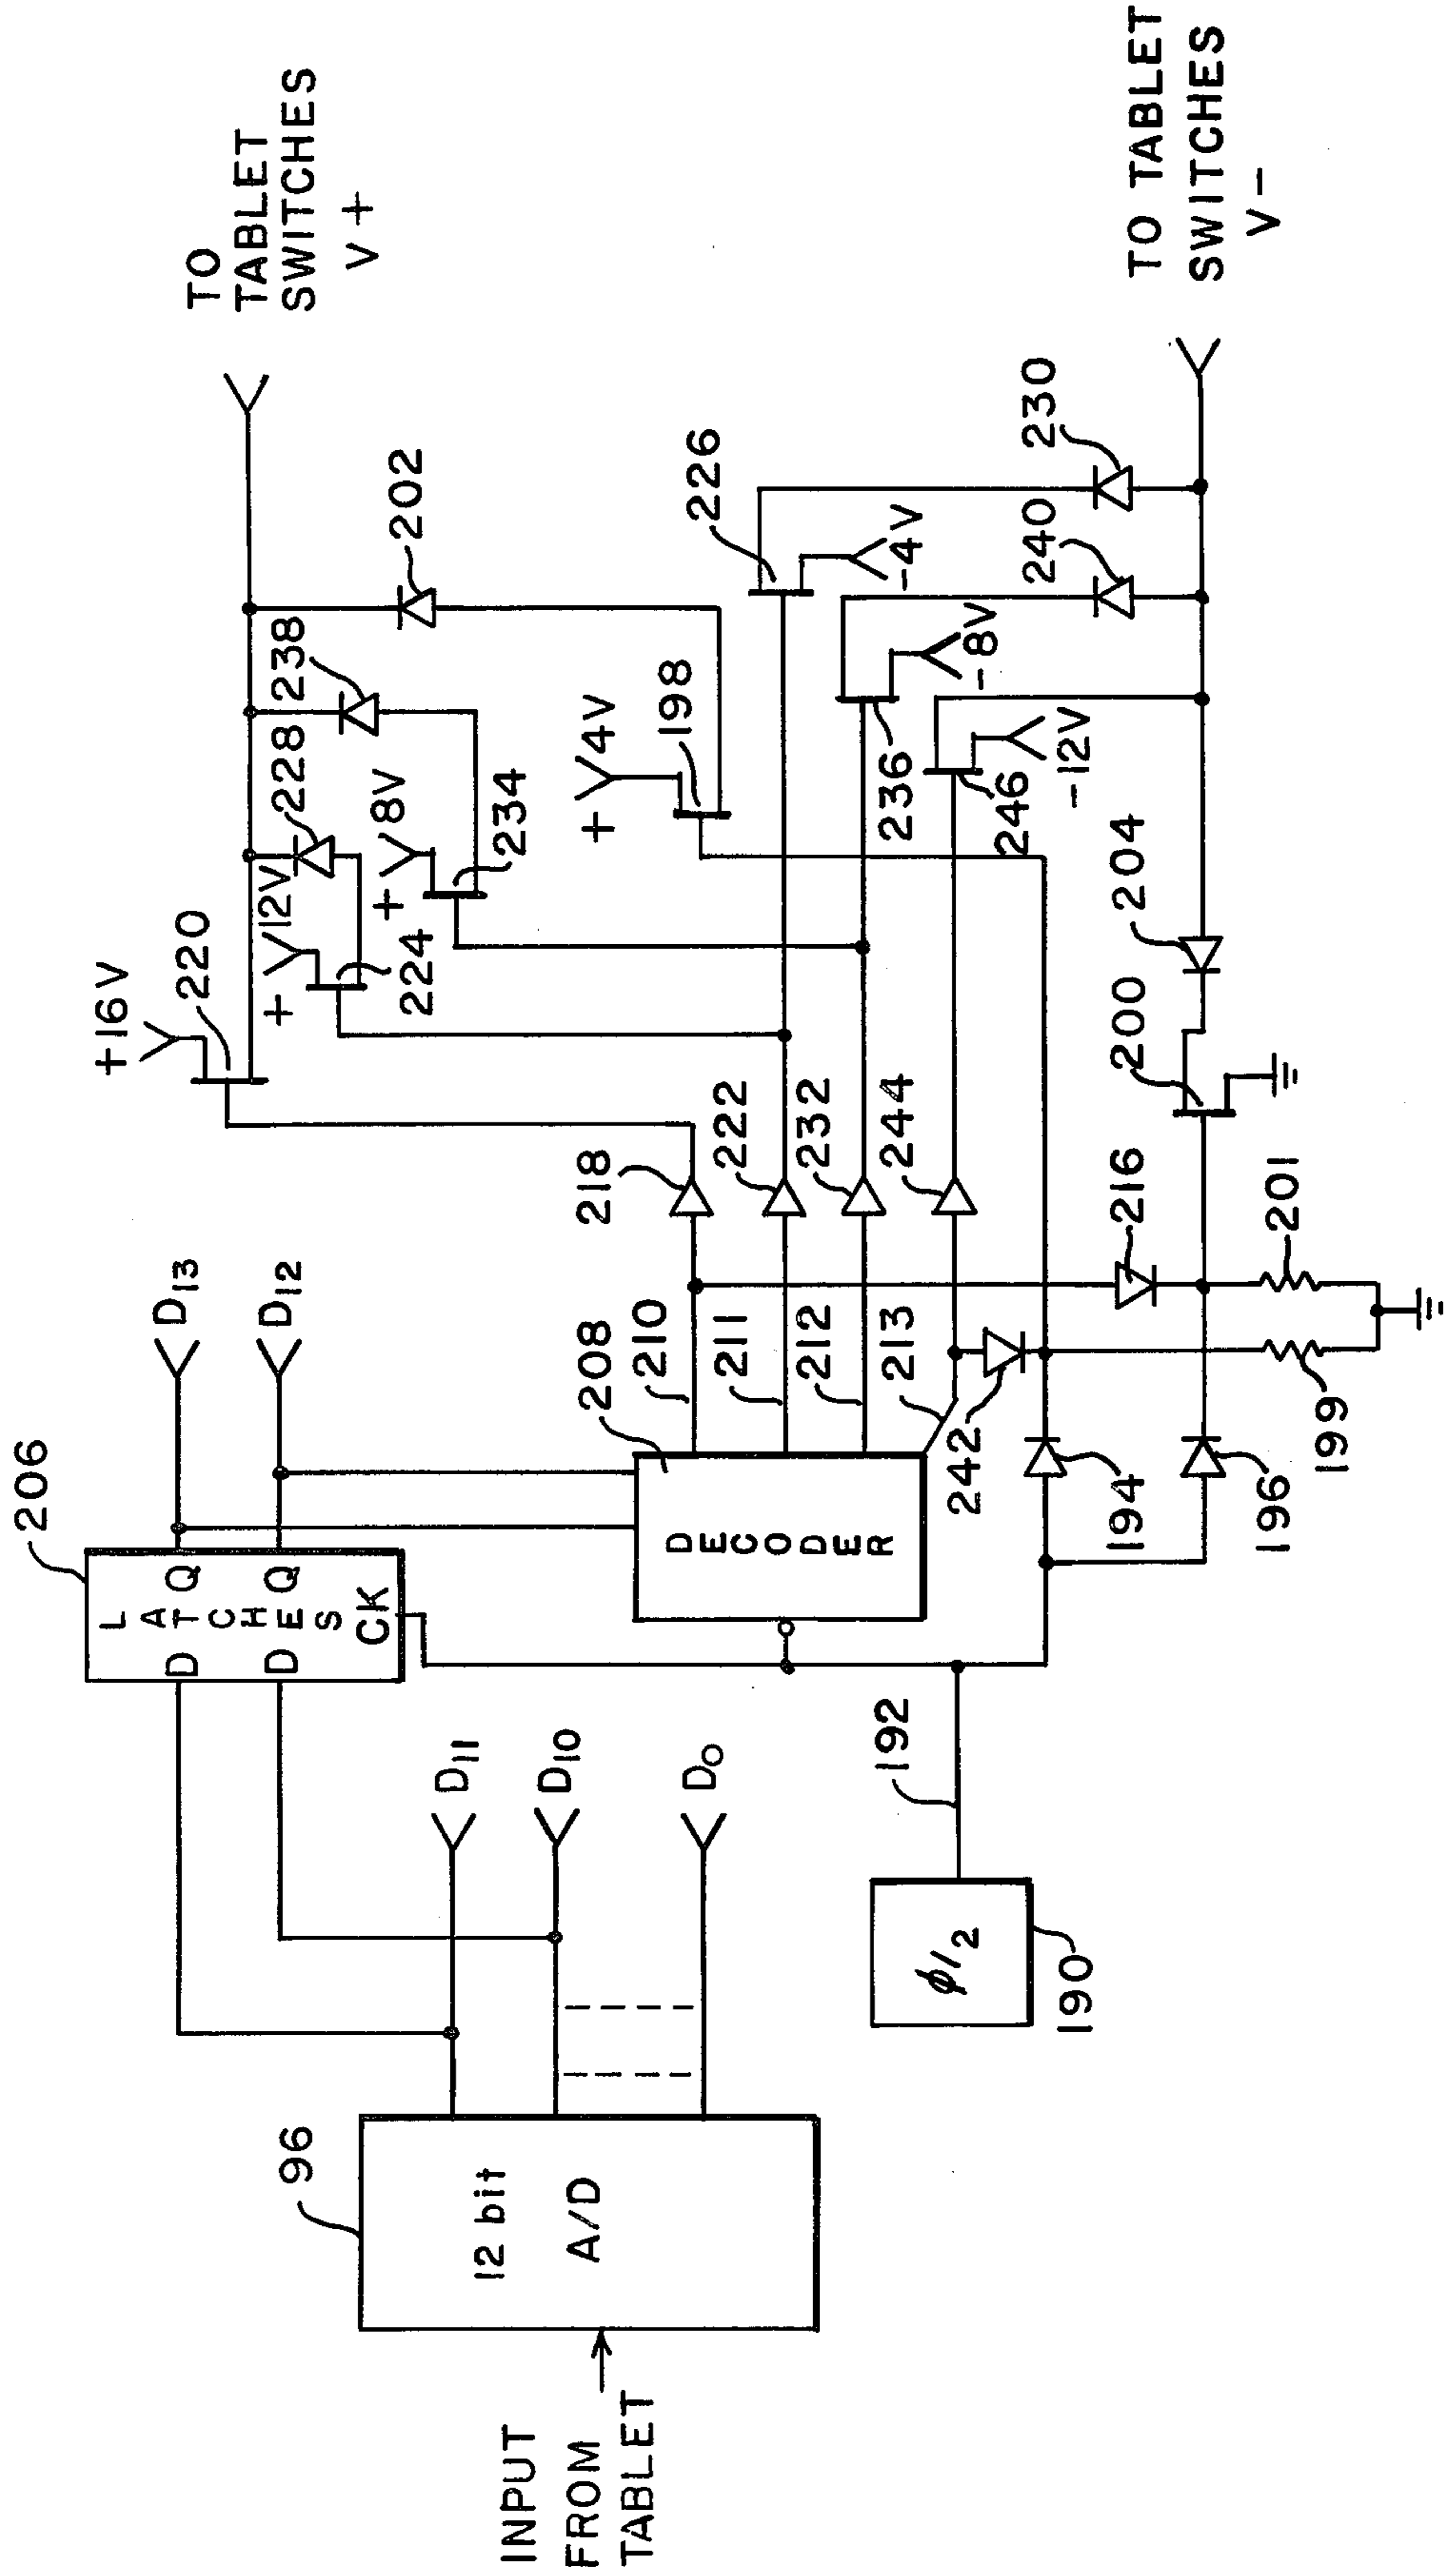 INPUT
FROM
TABLET
96
12 bit
A/D
D11
D10
D0
φ1/2
190
192
206
LATCHES
D Q
D Q
CK
D13
D12
DECODER
208
210
211
212
213
242
194
196
199
201
216
218
222
232
244
200
204
+16V
220
+12V
224
228
+8V
234
238
+4V
198
202
226
-4V
236
-8V
246
-12V
240
230
TO
TABLET
SWITCHES
V+
TO TABLET
SWITCHES
V-